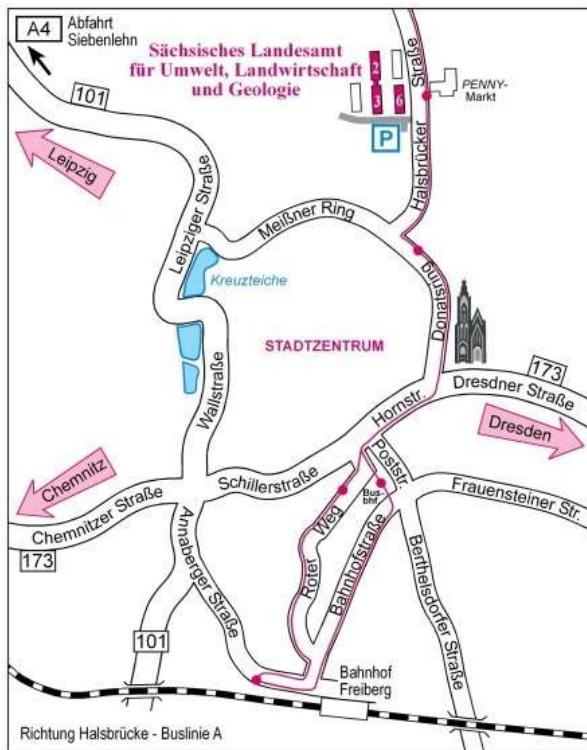 A4
Abfahrt
Siebenlehn
Sächsisches Landesamt
für Umwelt, Landwirtschaft
und Geologie
2
3
6
P
Halsbrücker Straße
PENNY-
Markt
101
Leipzig
Leipziger Straße
Meißner Ring
Kreuzteiche
Donatsring
STADTZENTRUM
173
Dresdner Straße
Dresden
Wallstraße
Hornstr.
Chemnitz
Schillerstraße
Poststr.
Bus-
bhf
Frauensteiner Str.
Chemnitzer Straße
173
Annaberger Straße
Roter Weg
Bahnhofstraße
Berthelsdorfer Straße
101
Bahnhof
Freiberg
Richtung Halsbrücke - Buslinie A